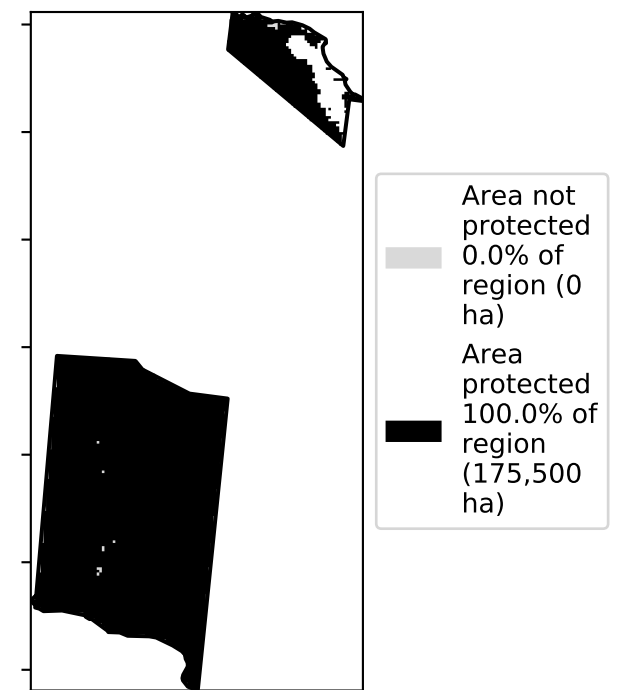 Area not
protected
0.0% of
region (0
ha)
Area
protected
100.0% of
region
(175,500
ha)